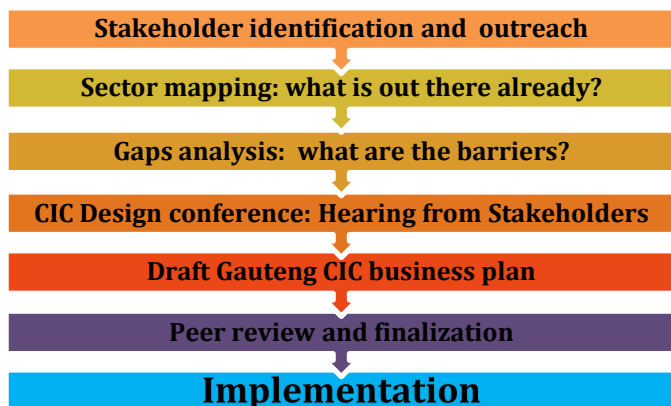 Stakeholder identification and outreach
Sector mapping: what is out there already?
Gaps analysis: what are the barriers?
CIC Design conference: Hearing from Stakeholders
Draft Gauteng CIC business plan
Peer review and finalization
Implementation